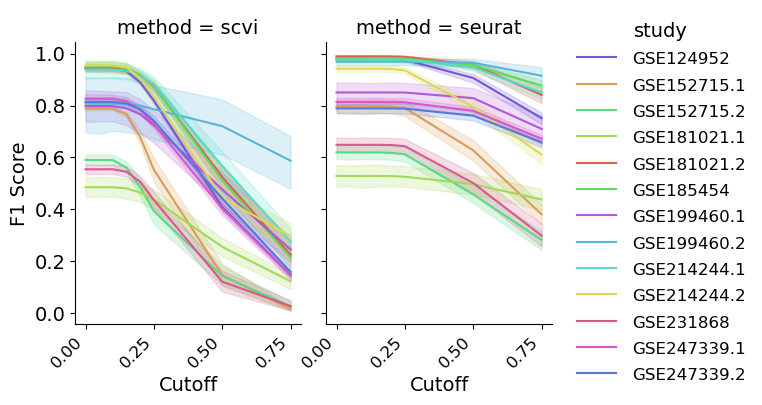 method = scvi
method = seurat
study
GSE124952
GSE152715.1
GSE152715.2
GSE181021.1
GSE181021.2
GSE185454
GSE199460.1
GSE199460.2
GSE214244.1
GSE214244.2
GSE231868
GSE247339.1
GSE247339.2
F1 Score
1.0
0.8
0.6
0.4
0.2
0.0
0.00
0.25
0.50
0.75
0.00
0.25
0.50
0.75
Cutoff
Cutoff